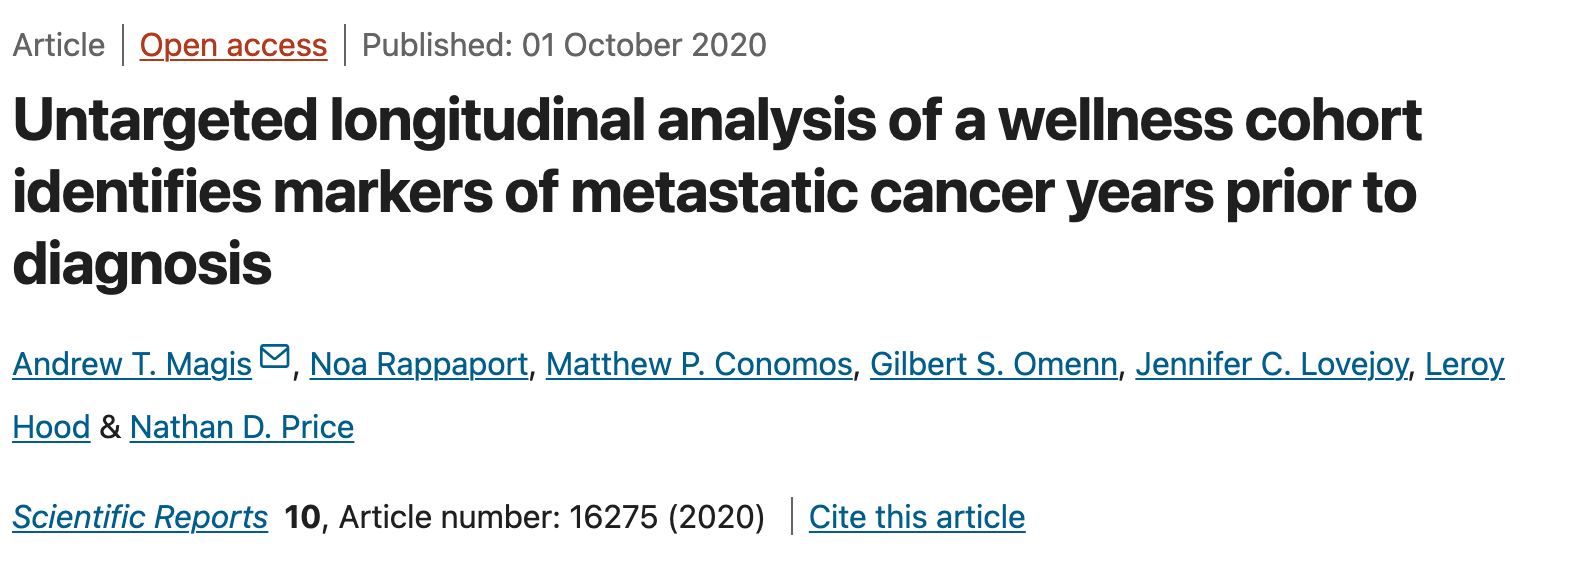 Article | Open access | Published: 01 October 2020
Untargeted longitudinal analysis of a wellness cohort
identifies markers of metastatic cancer years prior to
diagnosis
Andrew T. Magis, Noa Rappaport, Matthew P. Conomos, Gilbert S. Omenn, Jennifer C. Lovejoy, Leroy
Hood & Nathan D. Price
Scientific Reports 10, Article number: 16275 (2020) | Cite this article